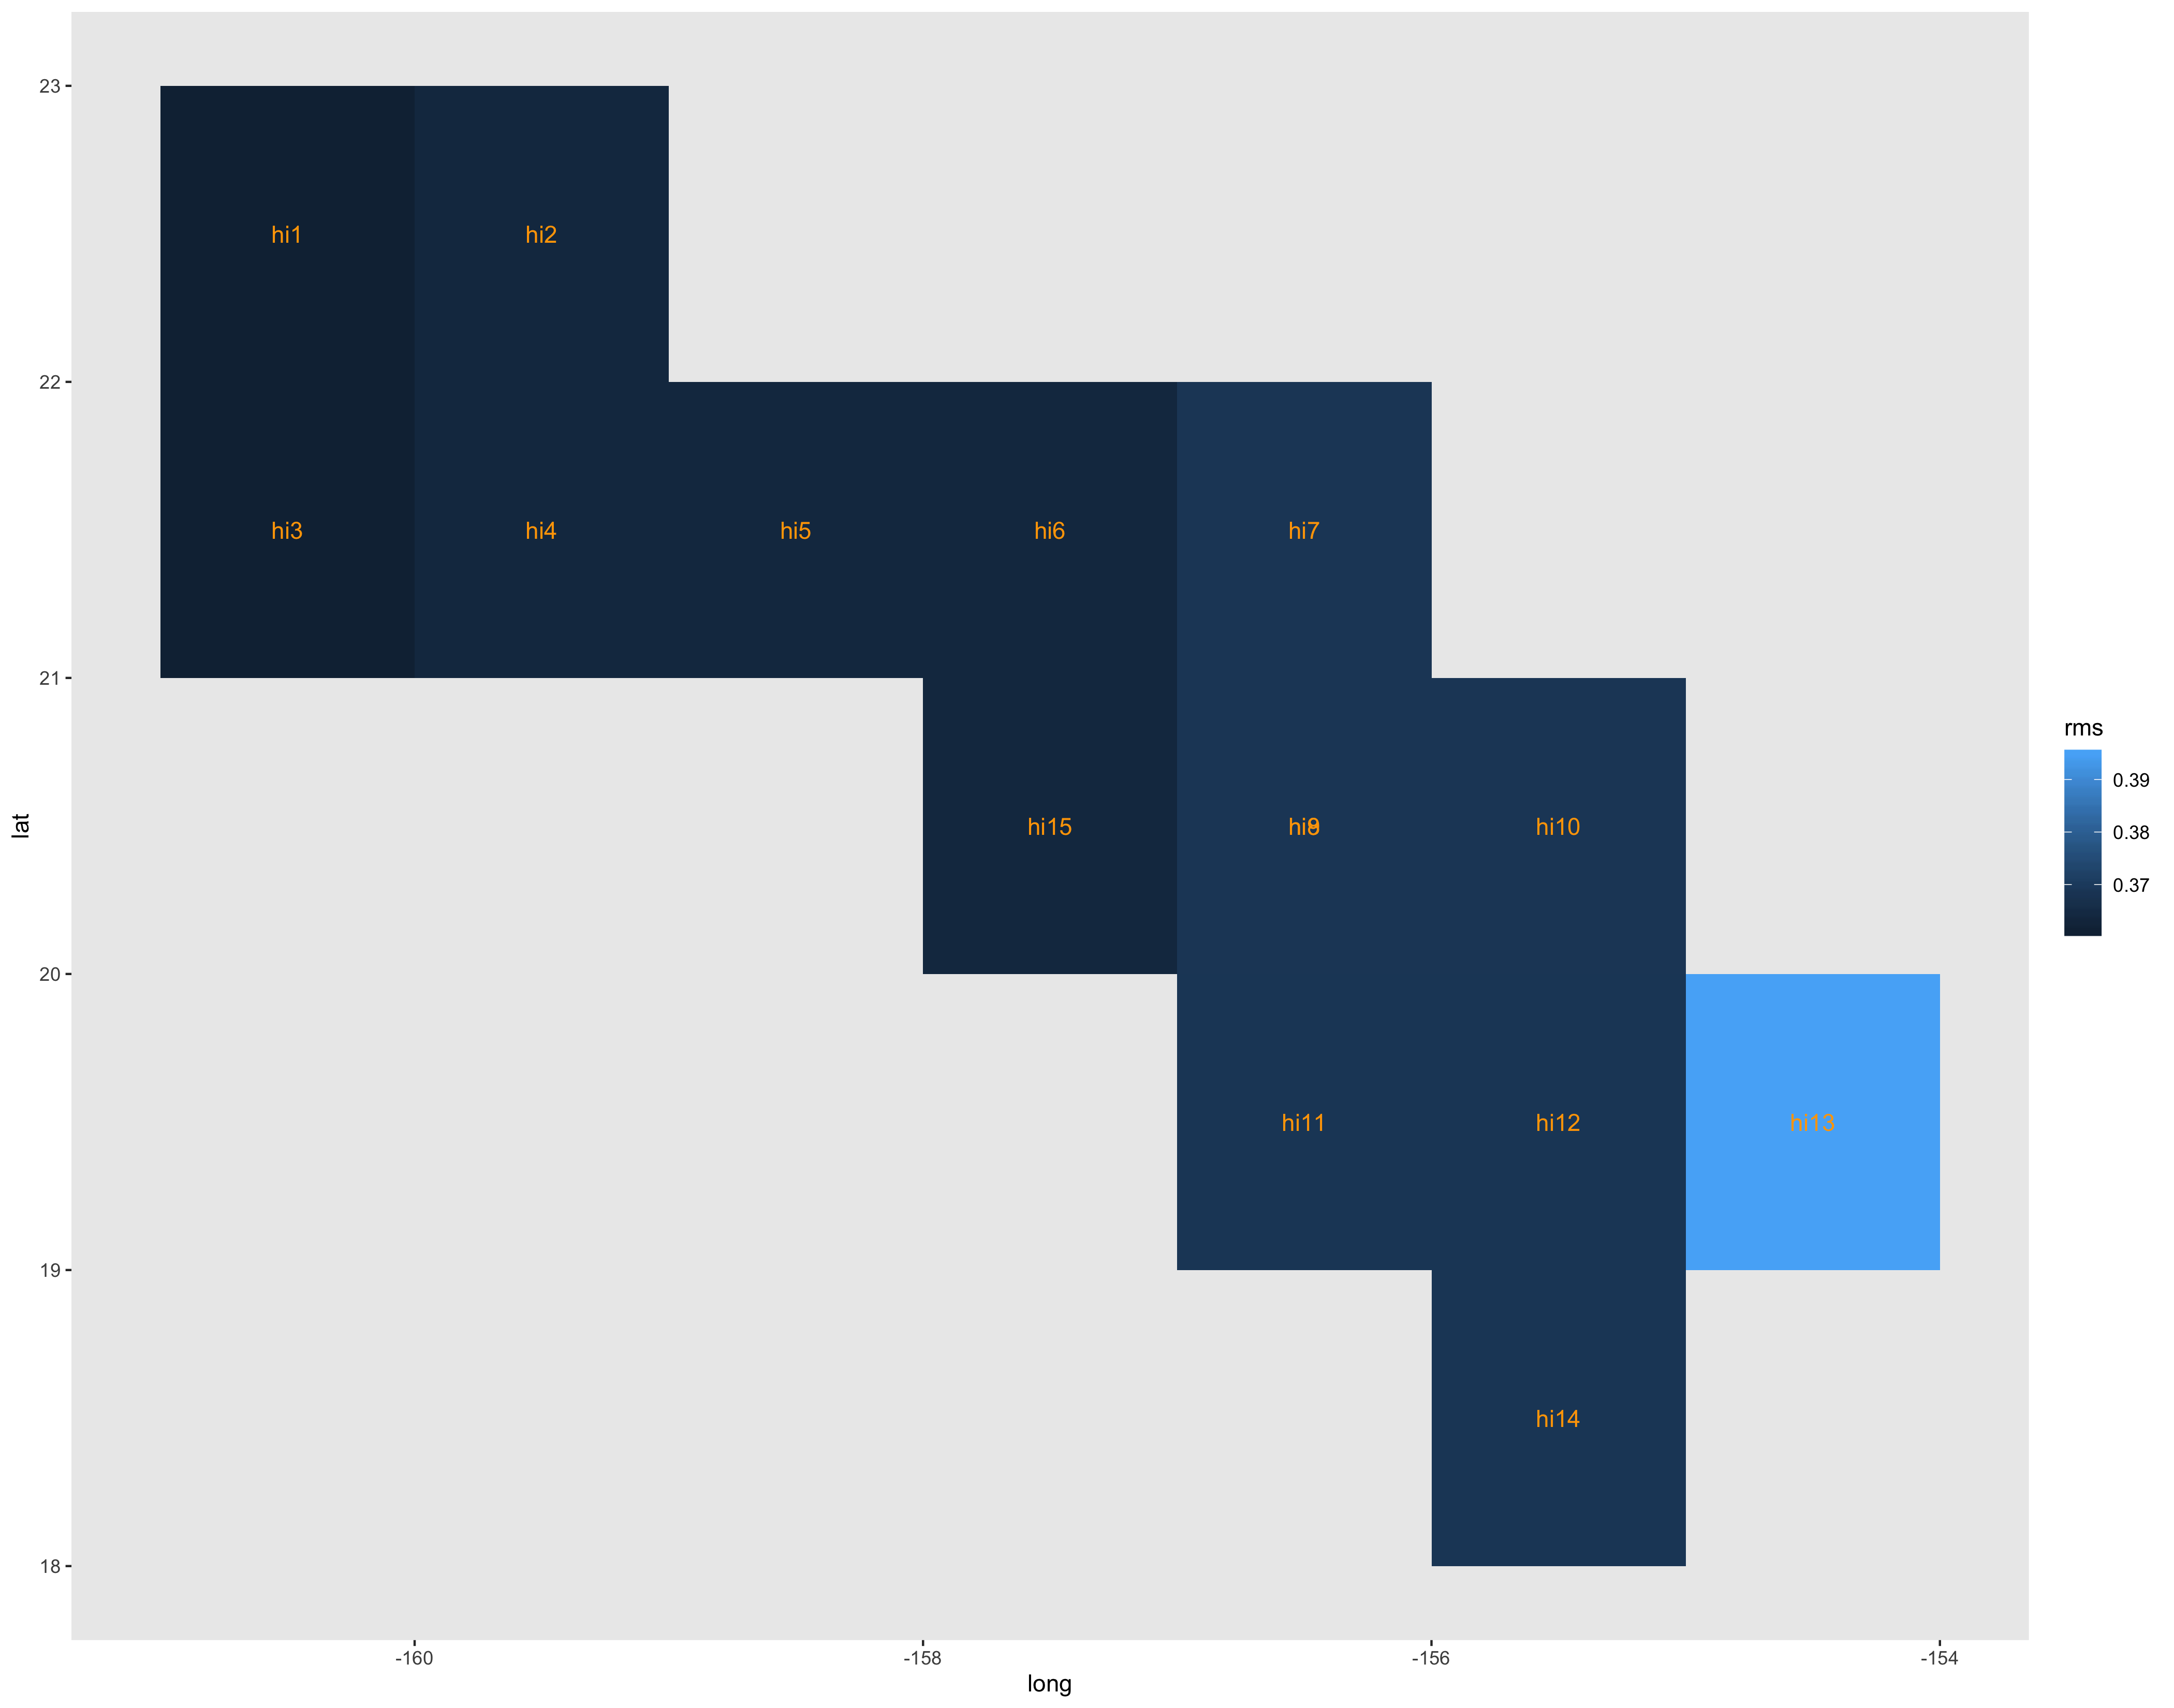 23
hi1 hi2
22
hi3 hi4 hi5 hi6 hi7
21
rms
0.39
0.38
0.37
lat
hi15 hi10
20
hi11 hi12 hi13
19
hi14
18
-160 -158 -156 -154
long